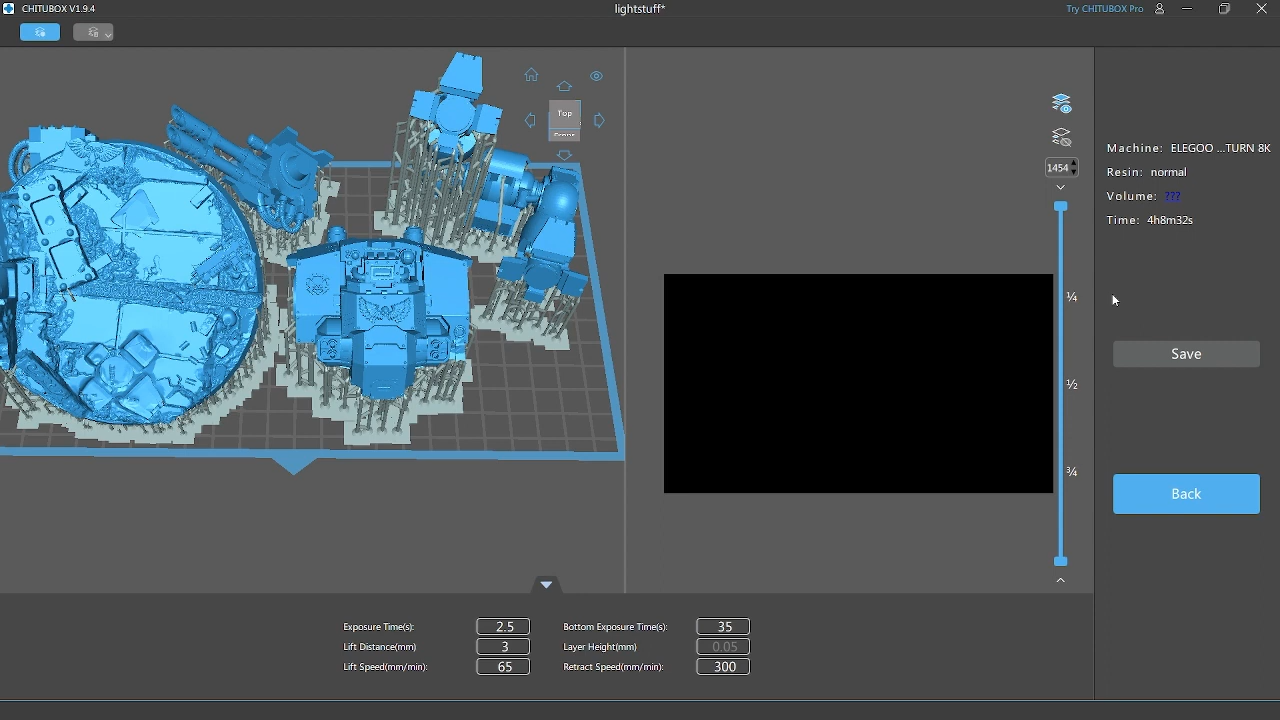 CHITUBOX V1.9.4
lightstuff*
Try CHITUBOX Pro
Top
Front
1454
Machine: ELEGOO ...TURN 8K
Resin: normal
Volume: ???
Time: 4h8m32s
¼
½
¾
Save
Back
Exposure Time(s): 2.5
Bottom Exposure Time(s): 35
Lift Distance(mm) 3
Layer Height(mm) 0.05
Lift Speed(mm/min): 65
Retract Speed(mm/min): 300